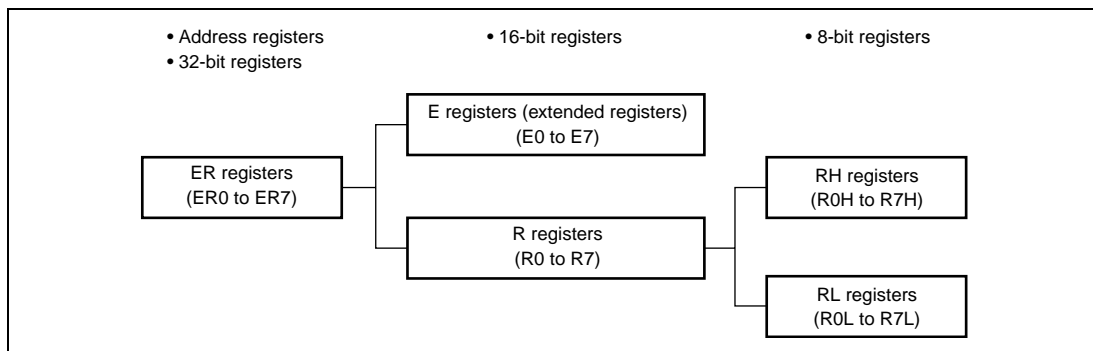 • Address registers
• 32-bit registers
• 16-bit registers
• 8-bit registers
E registers (extended registers)
(E0 to E7)
ER registers
(ER0 to ER7)
RH registers
(R0H to R7H)
R registers
(R0 to R7)
RL registers
(R0L to R7L)